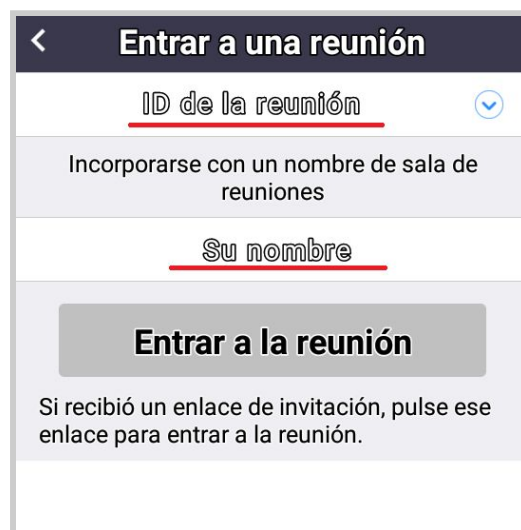 Entrar a una reunión
ID de la reunión
Incorporarse con un nombre de sala de
reuniones
Su nombre
Entrar a la reunión
Si recibió un enlace de invitación, pulse ese
enlace para entrar a la reunión.